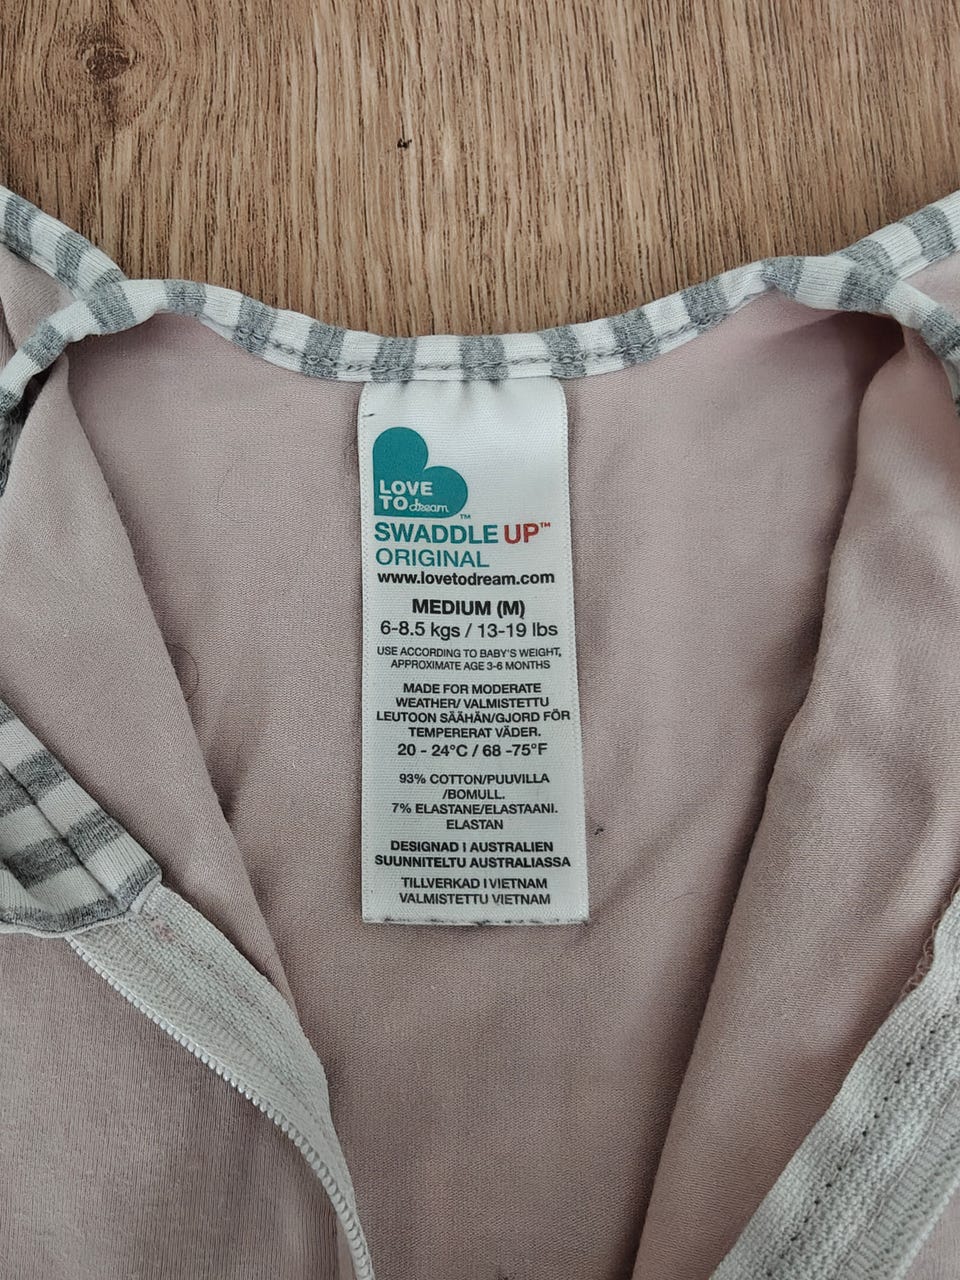 LOVE
TO dream™
SWADDLE UP™
ORIGINAL
www.lovetodream.com
MEDIUM (M)
6-8.5 kgs / 13-19 lbs
USE ACCORDING TO BABY'S WEIGHT,
APPROXIMATE AGE 3-6 MONTHS
MADE FOR MODERATE
WEATHER/ VALMISTETTU
LEUTOON SÄÄHÄN/GJORD FÖR
TEMPERERAT VÄDER.
20 - 24°C / 68 -75°F
93% COTTON/PUUVILLA
/BOMULL.
7% ELASTANE/ELASTAANI.
ELASTAN
DESIGNAD I AUSTRALIEN
SUUNNITELTU AUSTRALIASSA
TILLVERKAD I VIETNAM
VALMISTETTU VIETNAM